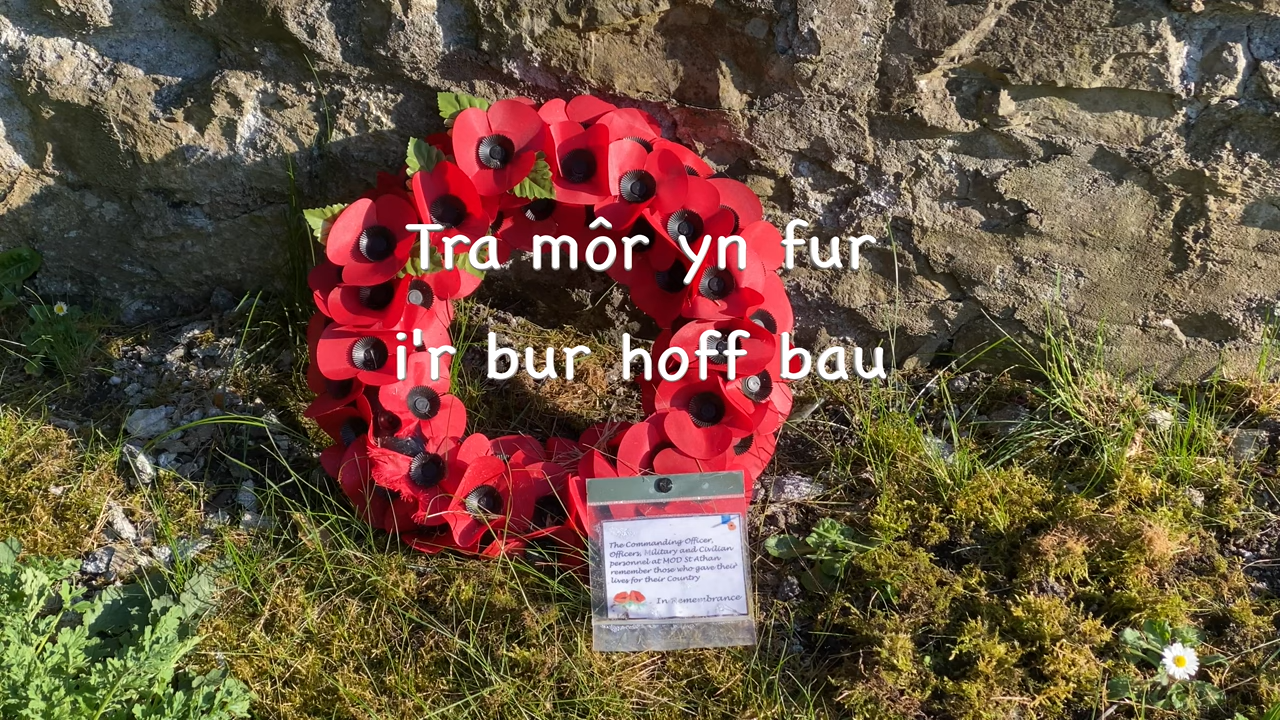 Tra môr yn fur
i'r bur hoff bau
The Commanding Officer,
Officers, Military and Civilian
personnel at MOD St Athan
remember those who gave their
lives for their Country
In Remembrance